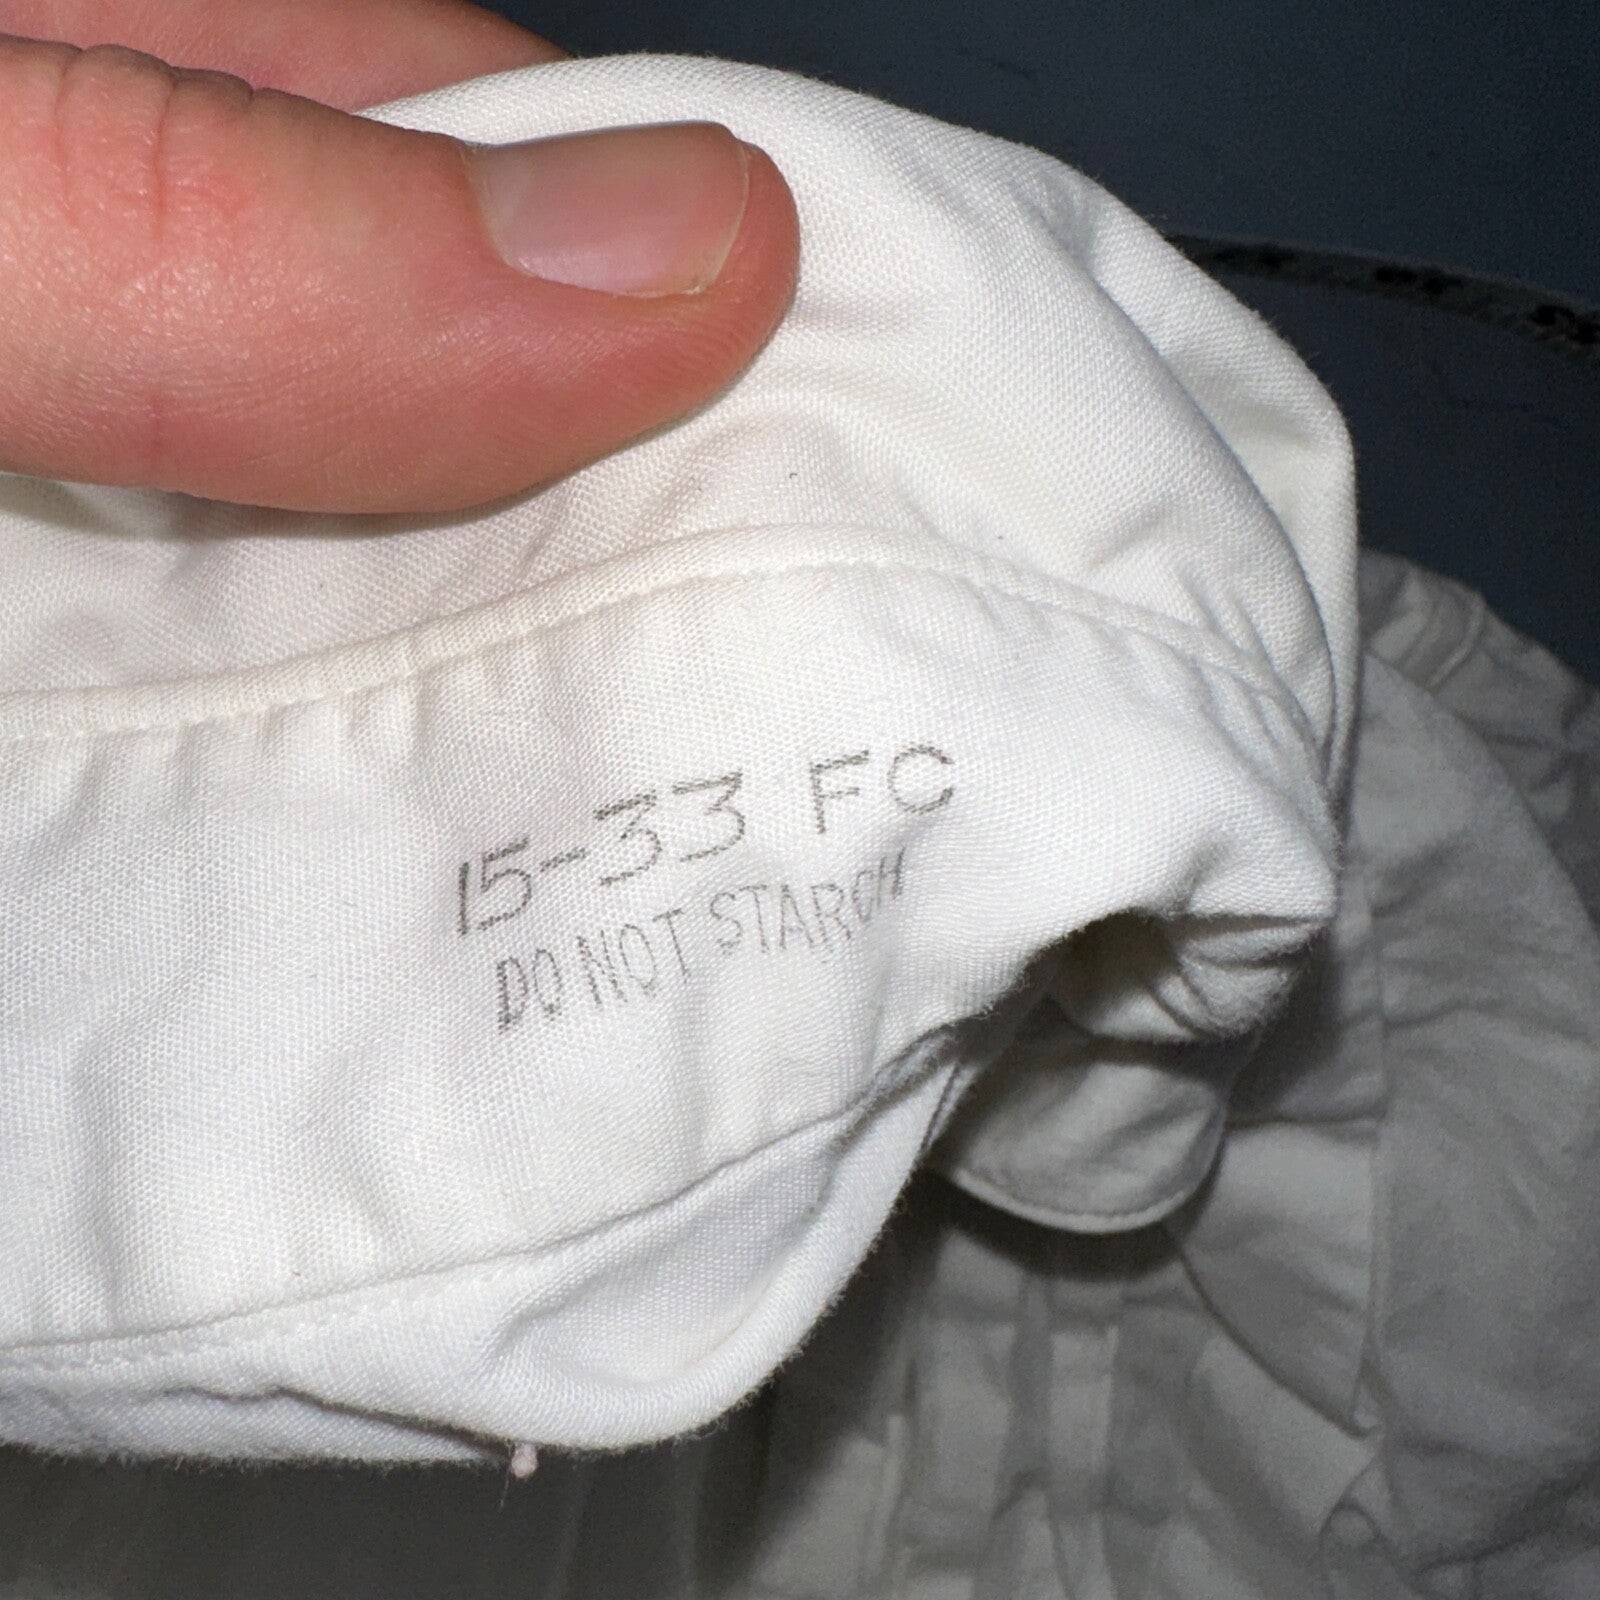 15-33 FC
DO NOT STARCH